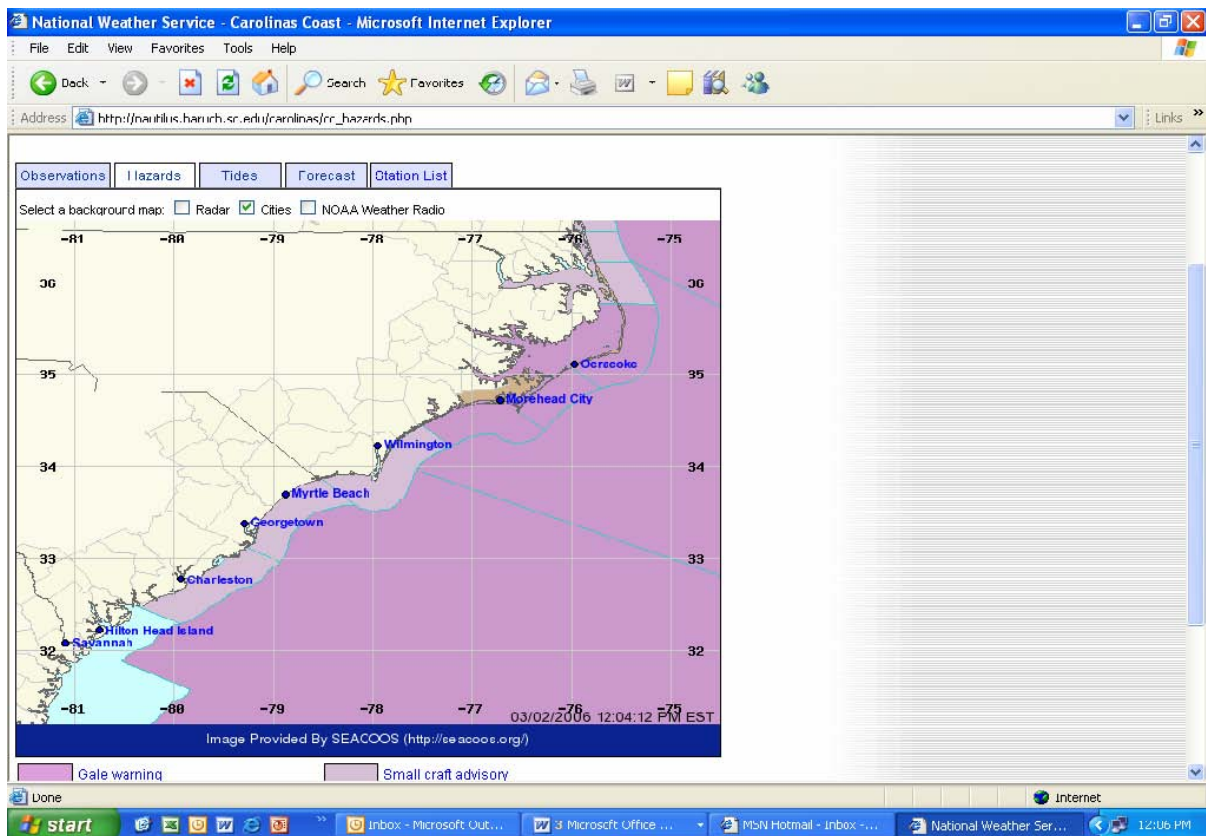 National Weather Service - Carolinas Coast - Microsoft Internet Explorer
File Edit View Favorites Tools Help
Back Search Favorites
Address http://nautilus.baruch.sc.edu/carolinas/cc_hazards.php Links »
Observations Hazards Tides Forecast Station List
Select a background map: Radar Cities NOAA Weather Radio
-81 -80 -79 -78 -77 -76 -75
36 36
Ocracoke
35 35
Morehead City
Wilmington
34 34
Myrtle Beach
Georgetown
33 33
Charleston
Hilton Head Island
Savannah
32 32
-81 -80 -79 -78 -77 -76 -75
03/02/2006 12:04:12 PM EST
Image Provided By SEACOOS (http://seacoos.org/)
Gale warning Small craft advisory
Done Internet
start » Inbox - Microsoft Out... 3 Microsoft Office ... MSN Hotmail - Inbox -... National Weather Ser... 12:06 PM